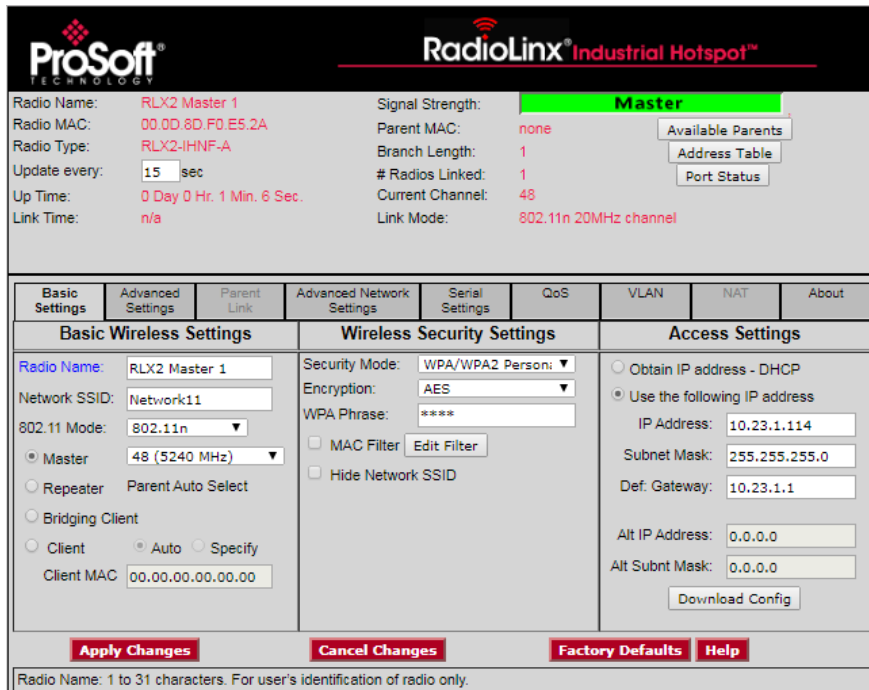 ProSoft®
TECHNOLOGY
RadioLinx® Industrial Hotspot™
Radio Name: RLX2 Master 1 Signal Strength: Master
Radio MAC: 00.0D.8D.F0.E5.2A Parent MAC: none Available Parents
Radio Type: RLX2-IHNF-A Branch Length: 1 Address Table
Update every: 15 sec # Radios Linked: 1 Port Status
Up Time: 0 Day 0 Hr. 1 Min. 6 Sec. Current Channel: 48
Link Time: n/a Link Mode: 802.11n 20MHz channel
Basic Settings Advanced Settings Parent Link Advanced Network Settings Serial Settings QoS VLAN NAT About
Basic Wireless Settings Wireless Security Settings Access Settings
Radio Name: RLX2 Master 1 Security Mode: WPA/WPA2 Persona Obtain IP address - DHCP
Network SSID: Network11 Encryption: AES Use the following IP address
802.11 Mode: 802.11n WPA Phrase: **** IP Address: 10.23.1.114
Master 48 (5240 MHz) MAC Filter Edit Filter Subnet Mask: 255.255.255.0
Repeater Parent Auto Select Hide Network SSID Def: Gateway: 10.23.1.1
Bridging Client
Client Auto Specify Alt IP Address: 0.0.0.0
Client MAC 00.00.00.00.00.00 Alt Subnt Mask: 0.0.0.0
Download Config
Apply Changes Cancel Changes Factory Defaults Help
Radio Name: 1 to 31 characters. For user's identification of radio only.